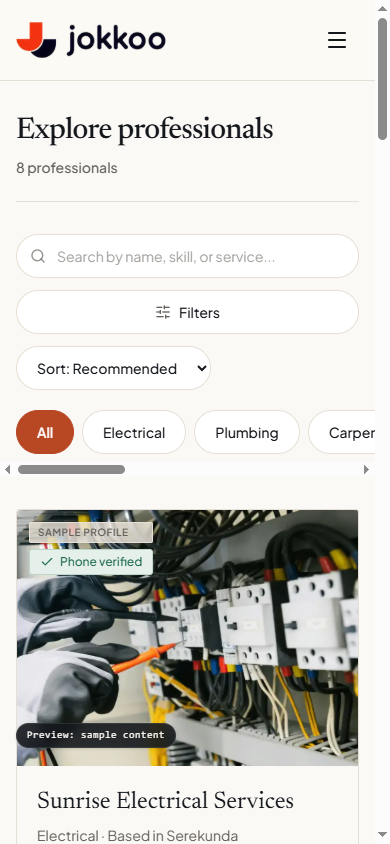 jokkoo
Explore professionals
8 professionals
Search by name, skill, or service...
Filters
Sort: Recommended
All
Electrical
Plumbing
Carper
SAMPLE PROFILE
Phone verified
Preview: sample content
Sunrise Electrical Services
Electrical · Based in Serekunda